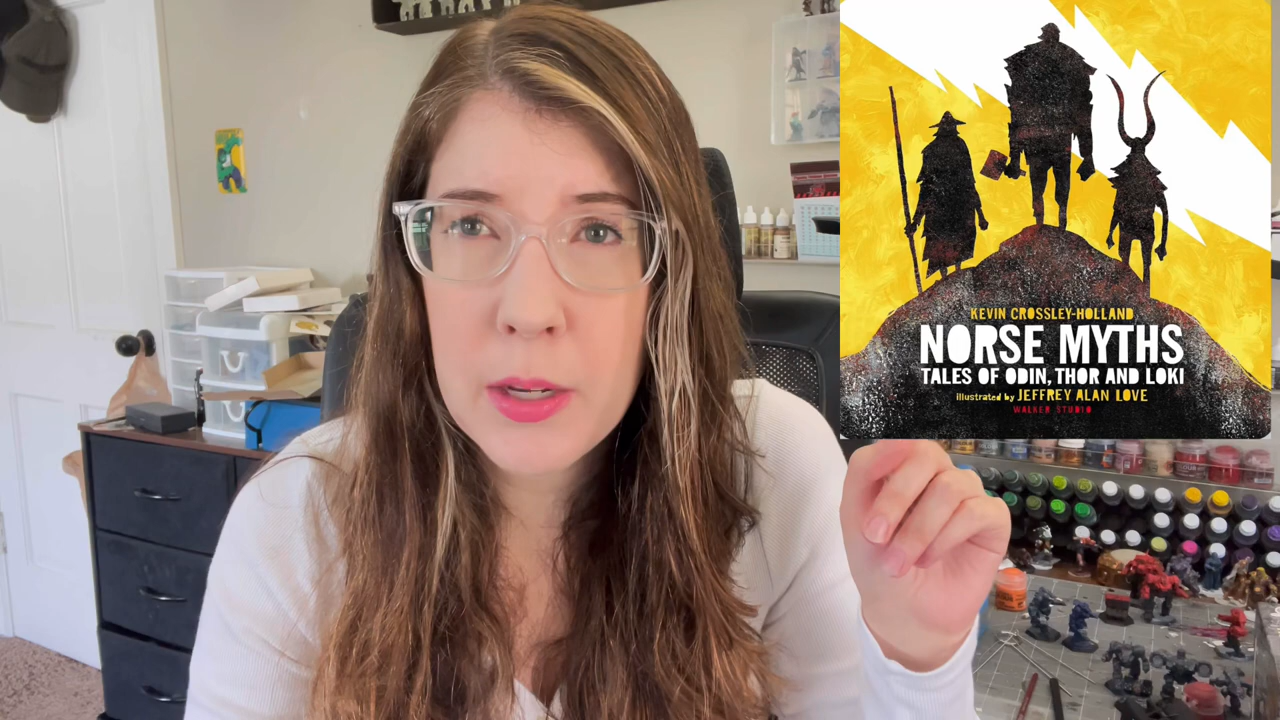 KEVIN CROSSLEY-HOLLAND
NORSE MYTHS
TALES OF ODIN, THOR AND LOKI
illustrated by JEFFREY ALAN LOVE
WALKER STUDIO